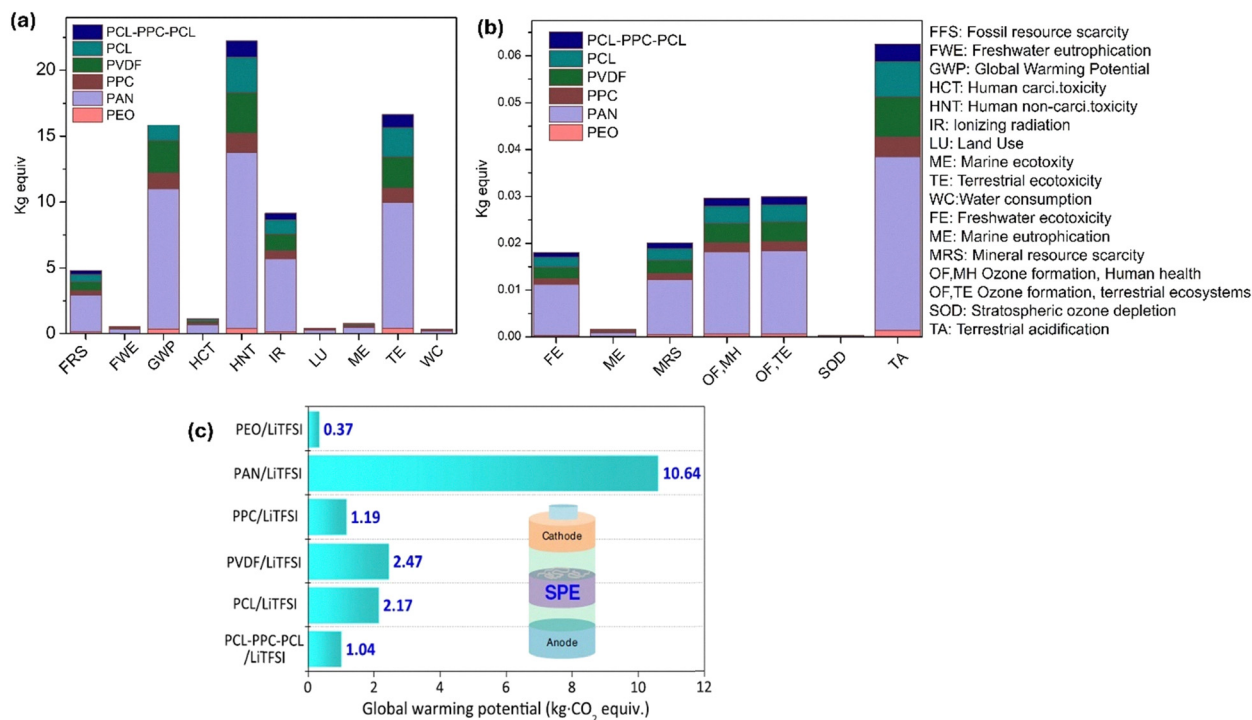 (a)
PCL-PPC-PCL
PCL
PVDF
PPC
PAN
PEO
Kg equiv
20
15
10
5
0
FRS
FWE
GWP
HCT
HNT
IR
LU
ME
TE
WC
(b)
PCL-PPC-PCL
PCL
PVDF
PPC
PAN
PEO
Kg equiv
0.06
0.05
0.04
0.03
0.02
0.01
0.00
FE
ME
MRS
OF,MH
OF,TE
SOD
TA
FFS: Fossil resource scarcity
FWE: Freshwater eutrophication
GWP: Global Warming Potential
HCT: Human carci.toxicity
HNT: Human non-carci.toxicity
IR: Ionizing radiation
LU: Land Use
ME: Marine ecotoxity
TE: Terrestrial ecotoxicity
WC:Water consumption
FE: Freshwater ecotoxicity
ME: Marine eutrophication
MRS: Mineral resource scarcity
OF,MH Ozone formation, Human health
OF,TE Ozone formation, terrestrial ecosystems
SOD: Stratospheric ozone depletion
TA: Terrestrial acidification
(c)
PEO/LiTFSI
0.37
PAN/LiTFSI
10.64
PPC/LiTFSI
1.19
PVDF/LiTFSI
2.47
PCL/LiTFSI
2.17
PCL-PPC-PCL
/LiTFSI
1.04
Cathode
SPE
Anode
0 2 4 6 8 10 12
Global warming potential (kg·CO₂ equiv.)